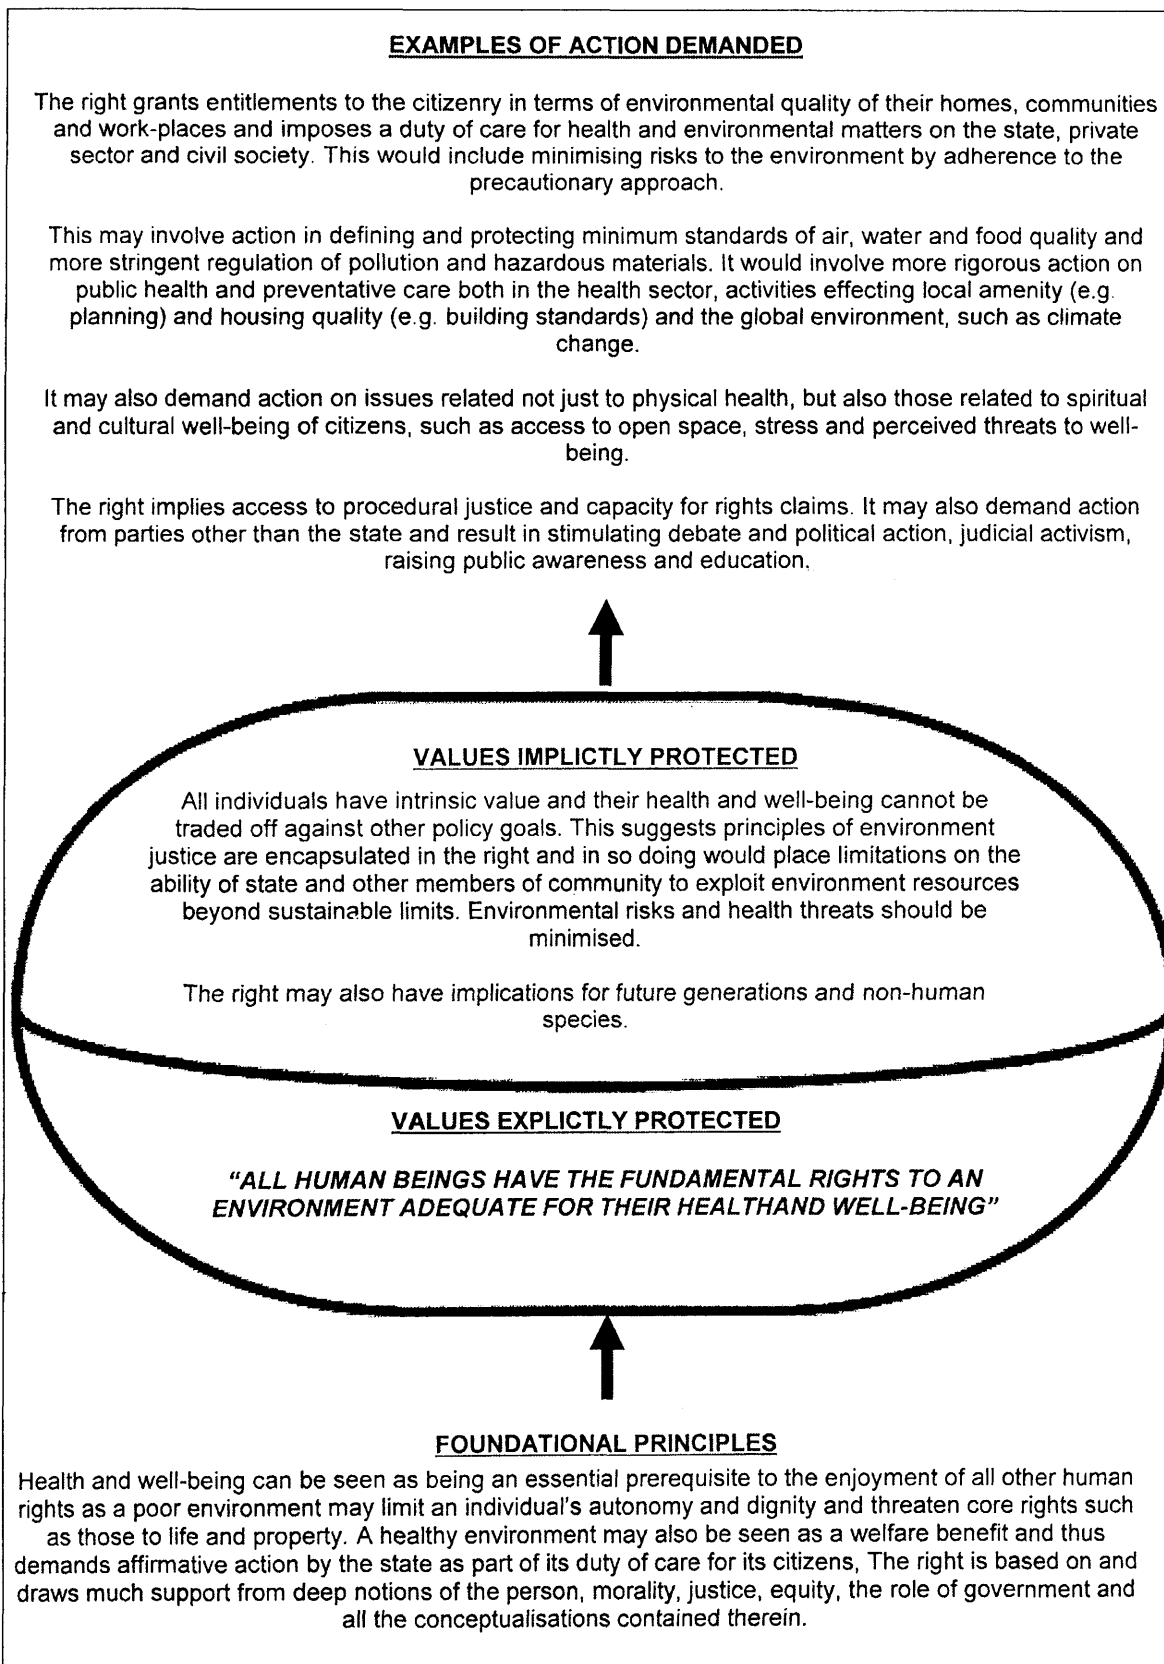 EXAMPLES OF ACTION DEMANDED
The right grants entitlements to the citizenry in terms of environmental quality of their homes, communities
and work-places and imposes a duty of care for health and environmental matters on the state, private
sector and civil society. This would include minimising risks to the environment by adherence to the
precautionary approach.
This may involve action in defining and protecting minimum standards of air, water and food quality and
more stringent regulation of pollution and hazardous materials. It would involve more rigorous action on
public health and preventative care both in the health sector, activities effecting local amenity (e.g.
planning) and housing quality (e.g. building standards) and the global environment, such as climate
change.
It may also demand action on issues related not just to physical health, but also those related to spiritual
and cultural well-being of citizens, such as access to open space, stress and perceived threats to well-
being.
The right implies access to procedural justice and capacity for rights claims. It may also demand action
from parties other than the state and result in stimulating debate and political action, judicial activism,
raising public awareness and education.
VALUES IMPLICTLY PROTECTED
All individuals have intrinsic value and their health and well-being cannot be
traded off against other policy goals. This suggests principles of environment
justice are encapsulated in the right and in so doing would place limitations on the
ability of state and other members of community to exploit environment resources
beyond sustainable limits. Environmental risks and health threats should be
minimised.
The right may also have implications for future generations and non-human
species.
VALUES EXPLICTLY PROTECTED
"ALL HUMAN BEINGS HAVE THE FUNDAMENTAL RIGHTS TO AN
ENVIRONMENT ADEQUATE FOR THEIR HEALTHAND WELL-BEING"
FOUNDATIONAL PRINCIPLES
Health and well-being can be seen as being an essential prerequisite to the enjoyment of all other human
rights as a poor environment may limit an individual's autonomy and dignity and threaten core rights such
as those to life and property. A healthy environment may also be seen as a welfare benefit and thus
demands affirmative action by the state as part of its duty of care for its citizens, The right is based on and
draws much support from deep notions of the person, morality, justice, equity, the role of government and
all the conceptualisations contained therein.